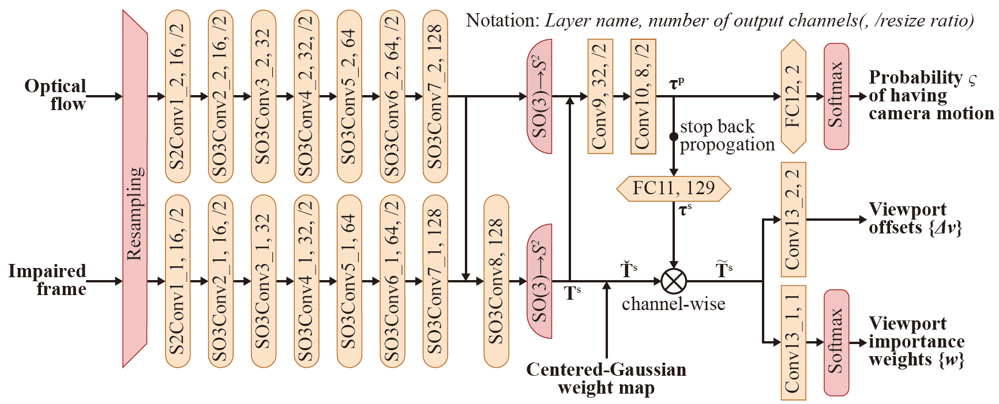 Notation: Layer name, number of output channels(, /resize ratio)
Optical
flow
Impaired
frame
Resampling
S2Conv1_2, 16, /2
SO3Conv2_2, 16, /2
SO3Conv3_2, 32
SO3Conv4_2, 32, /2
SO3Conv5_2, 64
SO3Conv6_2, 64, /2
SO3Conv7_2, 128
SO(3)→S²
Conv9, 32, /2
Conv10, 8, /2
τᵖ
FC12, 2
Softmax
Probability ς
of having
camera motion
stop back
propogation
FC11, 129
τˢ
S2Conv1_1, 16, /2
SO3Conv2_1, 16, /2
SO3Conv3_1, 32
SO3Conv4_1, 32, /2
SO3Conv5_1, 64
SO3Conv6_1, 64, /2
SO3Conv7_1, 128
SO3Conv8, 128
SO(3)→S²
Tˢ
Ťˢ
channel-wise
T̃ˢ
Centered-Gaussian
weight map
Conv13_2, 2
Viewport
offsets {Δv}
Conv13_1, 1
Softmax
Viewport
importance
weights {w}